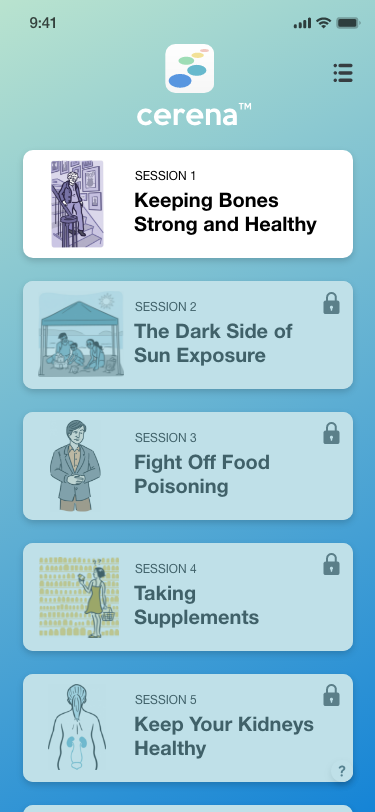 9:41
cerena™
SESSION 1
Keeping Bones
Strong and Healthy
SESSION 2
The Dark Side of
Sun Exposure
SESSION 3
Fight Off Food
Poisoning
SESSION 4
Taking
Supplements
SESSION 5
Keep Your Kidneys
Healthy
?